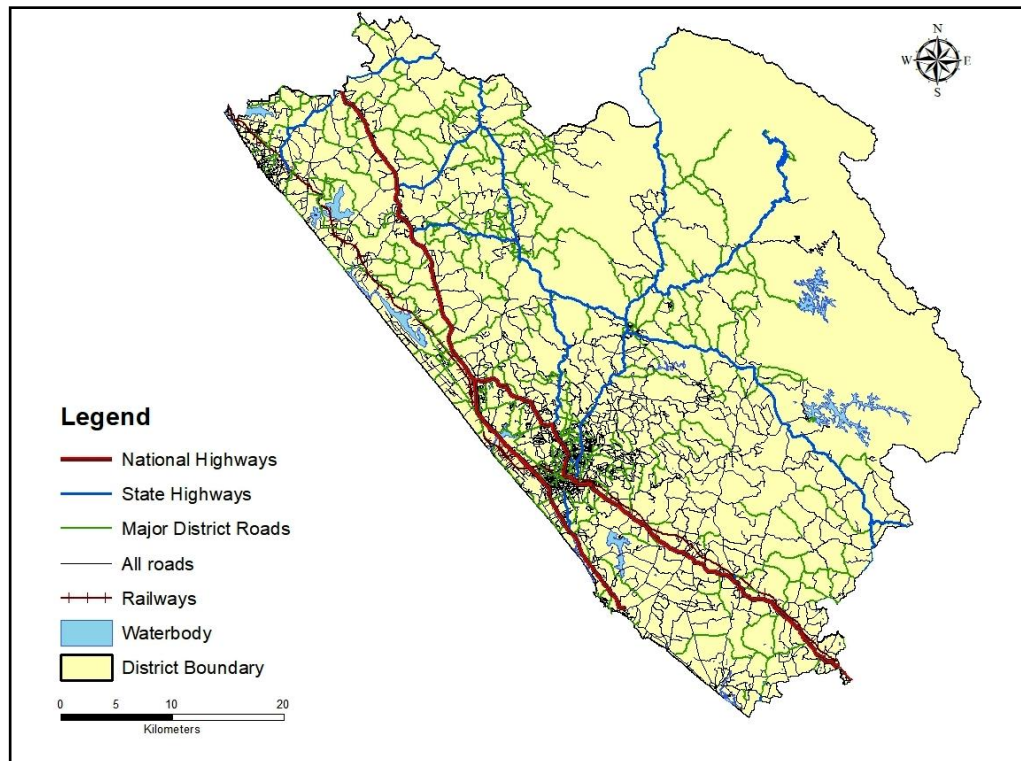 N
W E
S
Legend
National Highways
State Highways
Major District Roads
All roads
Railways
Waterbody
District Boundary
0 5 10 20
Kilometers